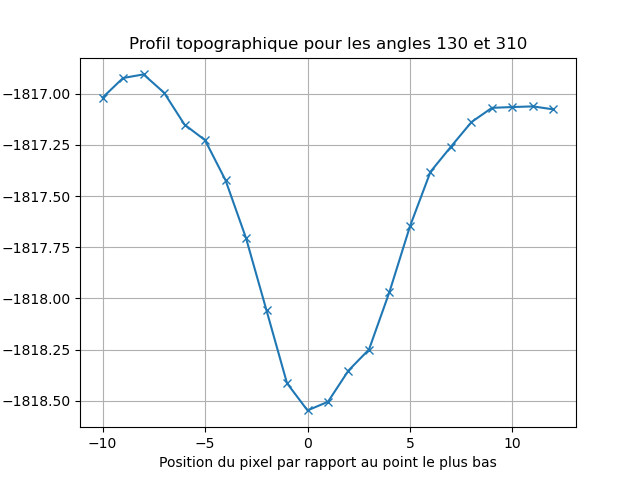 Profil topographique pour les angles 130 et 310
−1817.00
−1817.25
−1817.50
−1817.75
−1818.00
−1818.25
−1818.50
−10 −5 0 5 10
Position du pixel par rapport au point le plus bas